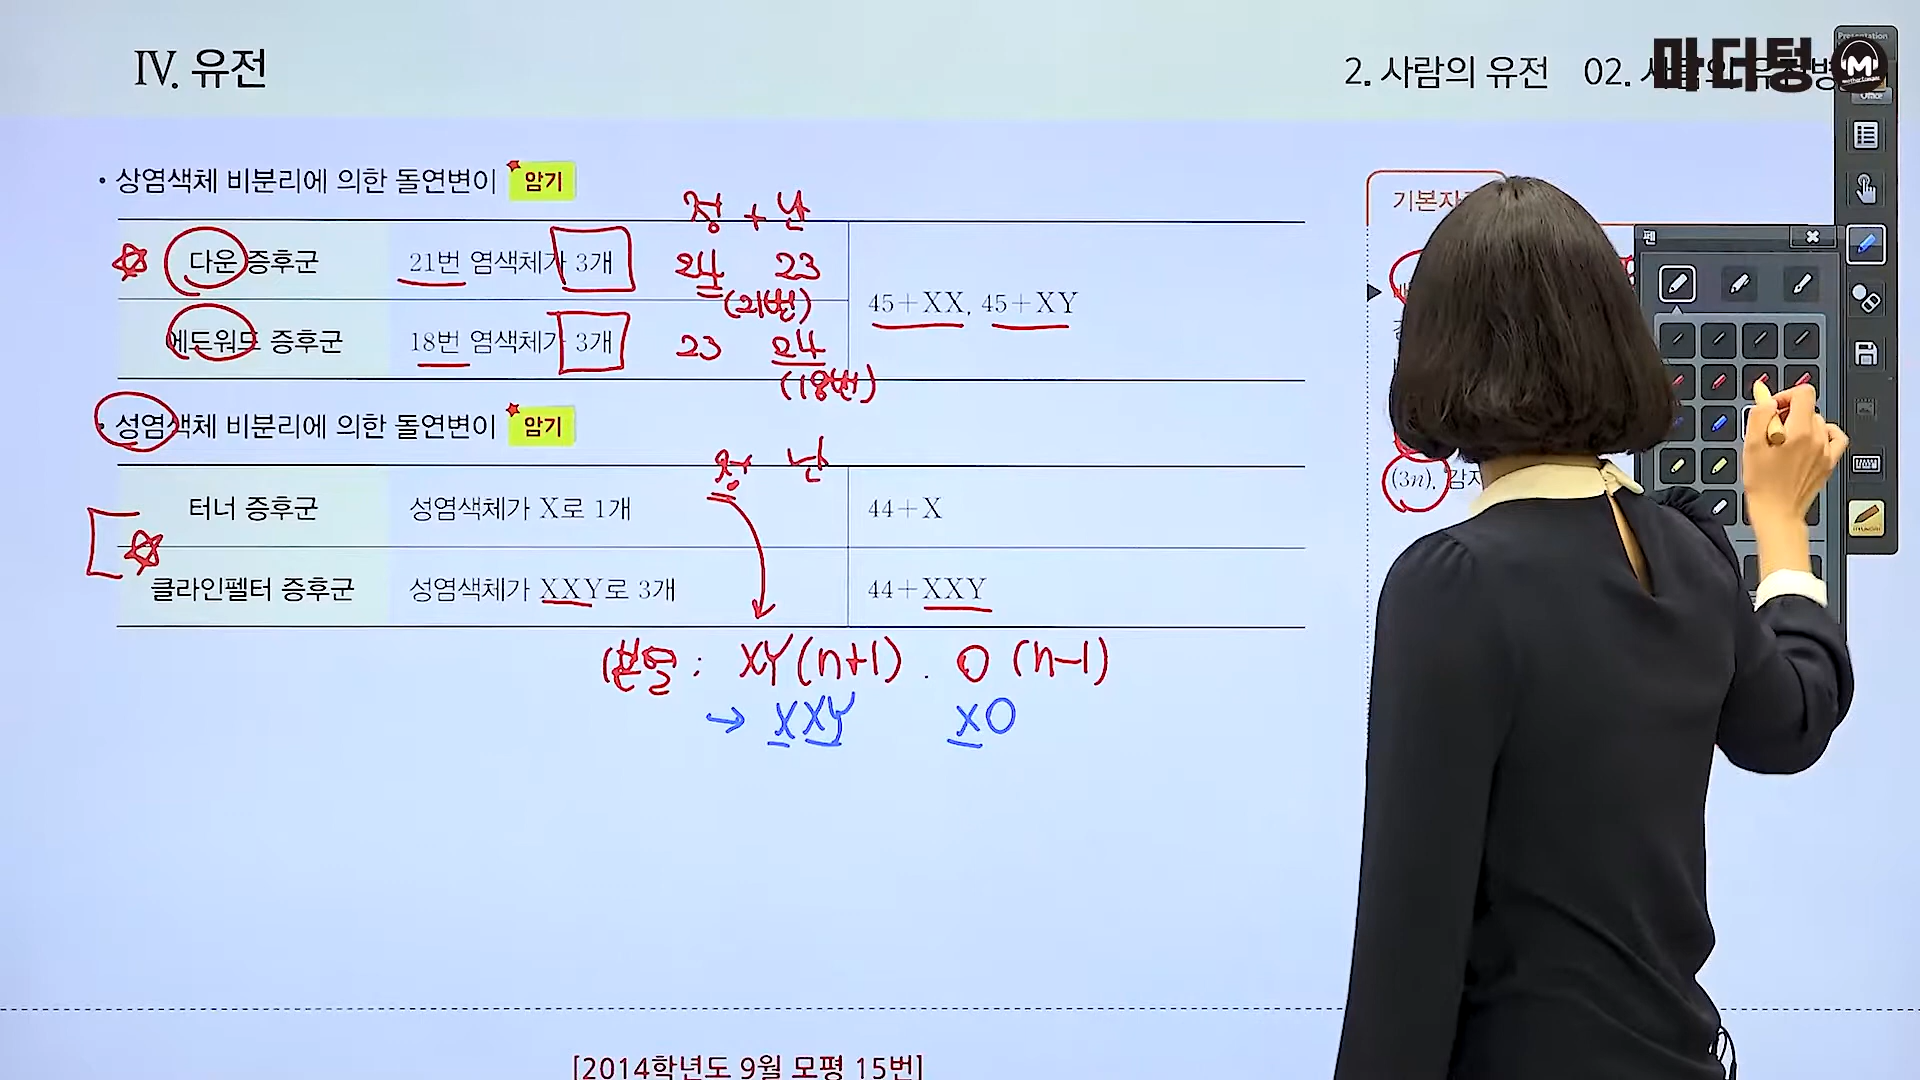 Ⅳ. 유전
2. 사람의 유전 02.
마더텅
M
• 상염색체 비분리에 의한 돌연변이 암기
정 + 난
다운 증후군 21번 염색체가 3개 24 23
(21번)
45+XX, 45+XY
에드워드 증후군 18번 염색체가 3개 23 24
(18번)
• 성염색체 비분리에 의한 돌연변이 암기
정 난
터너 증후군 성염색체가 X로 1개 44+X
클라인펠터 증후군 성염색체가 XXY로 3개 44+XXY
: XY(n+1). O (n-1)
→ XXY XO
기본자
펜
(3n),
[2014학년도 9월 모평 15번]